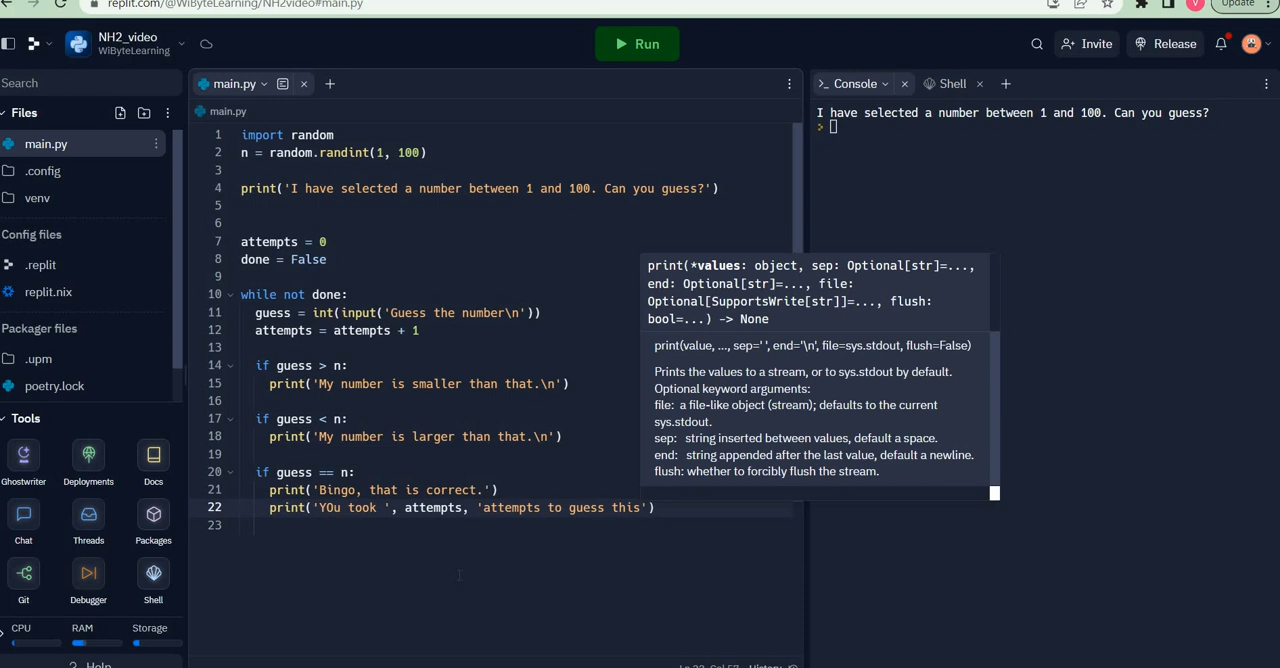 replit.com/@WiByteLearning/NH2video#main.py
V
Update
NH2_video
WiByteLearning
Run
Invite
Release
Search
Files
main.py
.config
venv
Config files
.replit
replit.nix
Packager files
.upm
poetry.lock
Tools
Ghostwriter
Deployments
Docs
Chat
Threads
Packages
Git
Debugger
Shell
CPU
RAM
Storage
? Help
main.py
main.py
1 import random
2 n = random.randint(1, 100)
3
4 print('I have selected a number between 1 and 100. Can you guess?')
5
6
7 attempts = 0
8 done = False
9
10 while not done:
11 guess = int(input('Guess the number\n'))
12 attempts = attempts + 1
13
14 if guess > n:
15 print('My number is smaller than that.\n')
16
17 if guess < n:
18 print('My number is larger than that.\n')
19
20 if guess == n:
21 print('Bingo, that is correct.')
22 print('YOu took ', attempts, 'attempts to guess this')
23
print(*values: object, sep: Optional[str]=...,
end: Optional[str]=..., file:
Optional[SupportsWrite[str]]=..., flush:
bool=...) -> None
print(value, ..., sep=' ', end='\n', file=sys.stdout, flush=False)
Prints the values to a stream, or to sys.stdout by default.
Optional keyword arguments:
file: a file-like object (stream); defaults to the current
sys.stdout.
sep: string inserted between values, default a space.
end: string appended after the last value, default a newline.
flush: whether to forcibly flush the stream.
>_ Console
Shell
I have selected a number between 1 and 100. Can you guess?
>
History